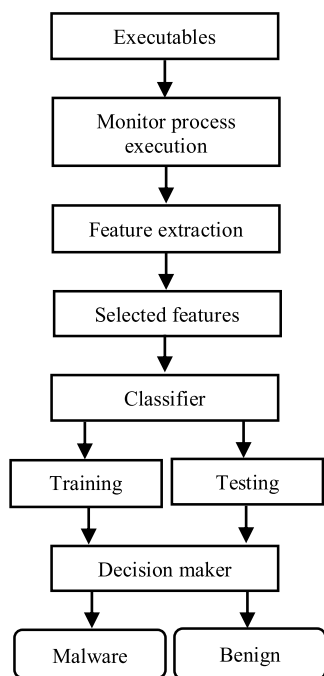 Executables
Monitor process
execution
Feature extraction
Selected features
Classifier
Training
Testing
Decision maker
Malware
Benign